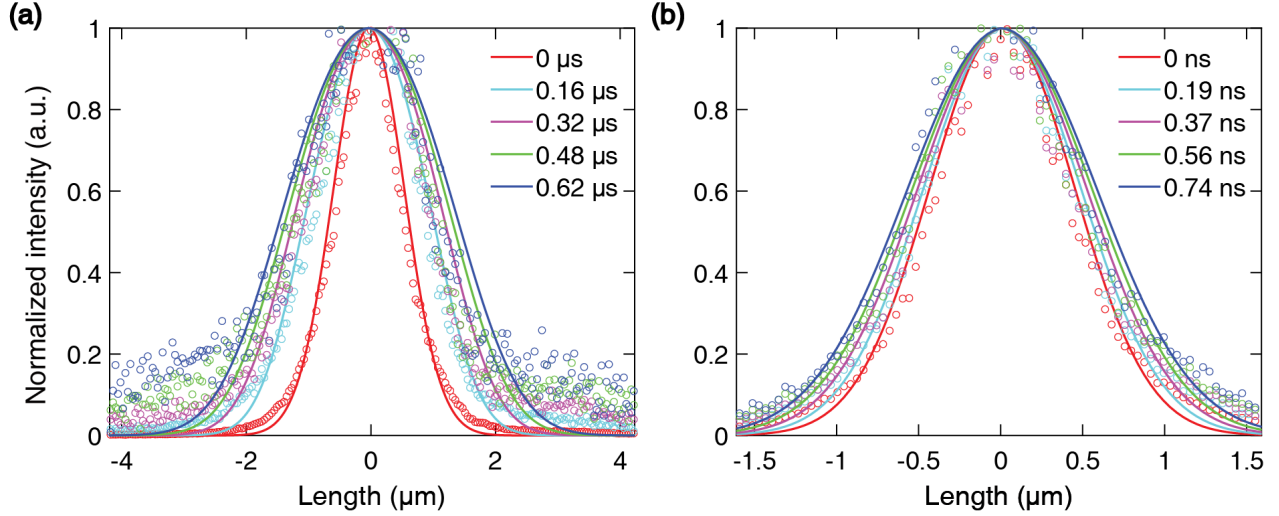 (a)
Normalized intensity (a.u.)
1
0.8
0.6
0.4
0.2
0
-4
-2
0
2
4
Length (µm)
0 µs
0.16 µs
0.32 µs
0.48 µs
0.62 µs
(b)
1
0.8
0.6
0.4
0.2
0
-1.5
-1
-0.5
0
0.5
1
1.5
Length (µm)
0 ns
0.19 ns
0.37 ns
0.56 ns
0.74 ns